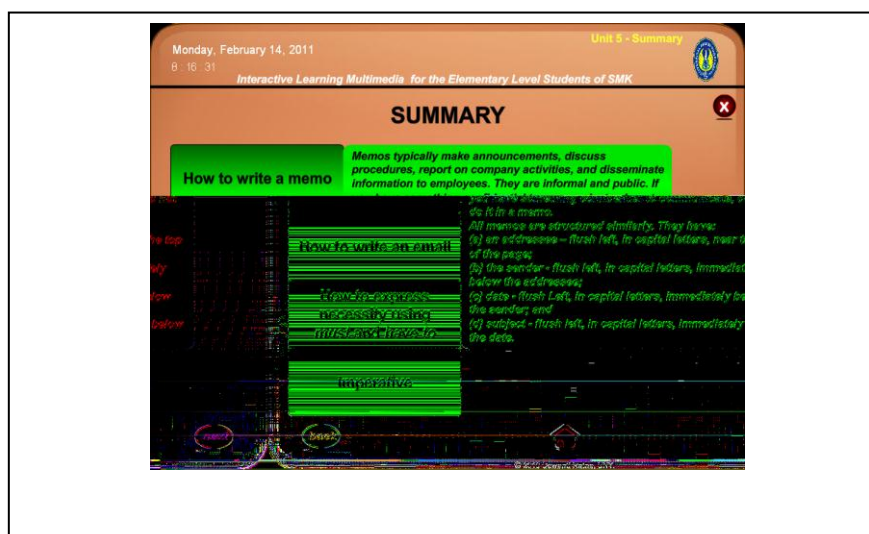 Unit 5 - Summary
Monday, February 14, 2011
8 : 16 : 31
Interactive Learning Multimedia for the Elementary Level Students of SMK
SUMMARY
X
How to write a memo
Memos typically make announcements, discuss
procedures, report on company activities, and disseminate
information to employees. They are informal and public. If
do it in a memo.
All memos are structured similarly. They have:
(a) an addressee – flush left, in capital letters, near the top
of the page;
(b) the sender - flush left, in capital letters, immediately
below the addressee;
(c) date - flush Left, in capital letters, immediately below
the sender; and
(d) subject - flush left, in capital letters, immediately below
the date.
How to write an email
How to express
necessity using
must and have to
Imperative
next
back